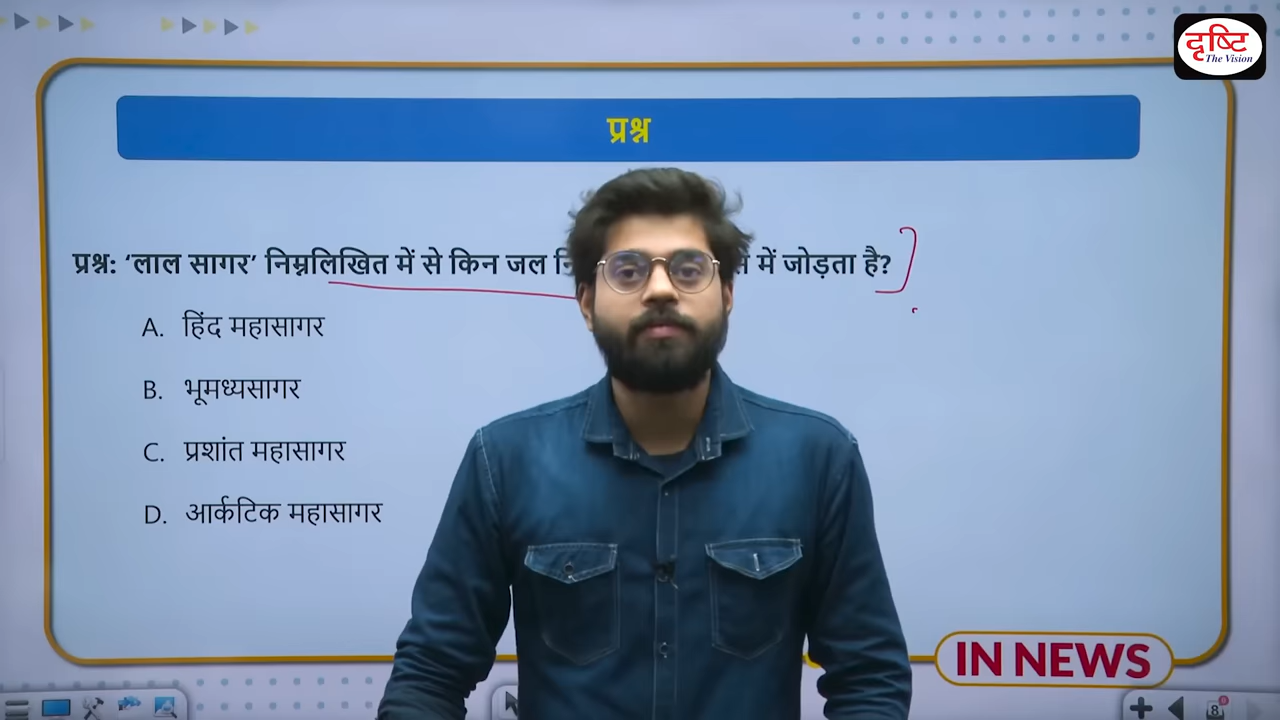 दृष्टि
The Vision
प्रश्न
प्रश्न: ‘लाल सागर’ निम्नलिखित में से किन जल में जोड़ता है?
A. हिंद महासागर
B. भूमध्यसागर
C. प्रशांत महासागर
D. आर्कटिक महासागर
IN NEWS
8